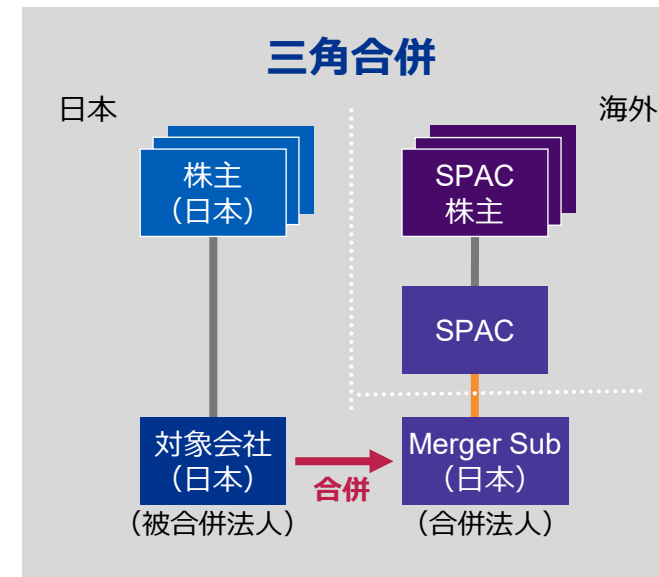 三角合併
日本
海外
株主
（日本）
SPAC
株主
SPAC
対象会社
（日本）
合併
Merger Sub
（日本）
（被合併法人）
（合併法人）